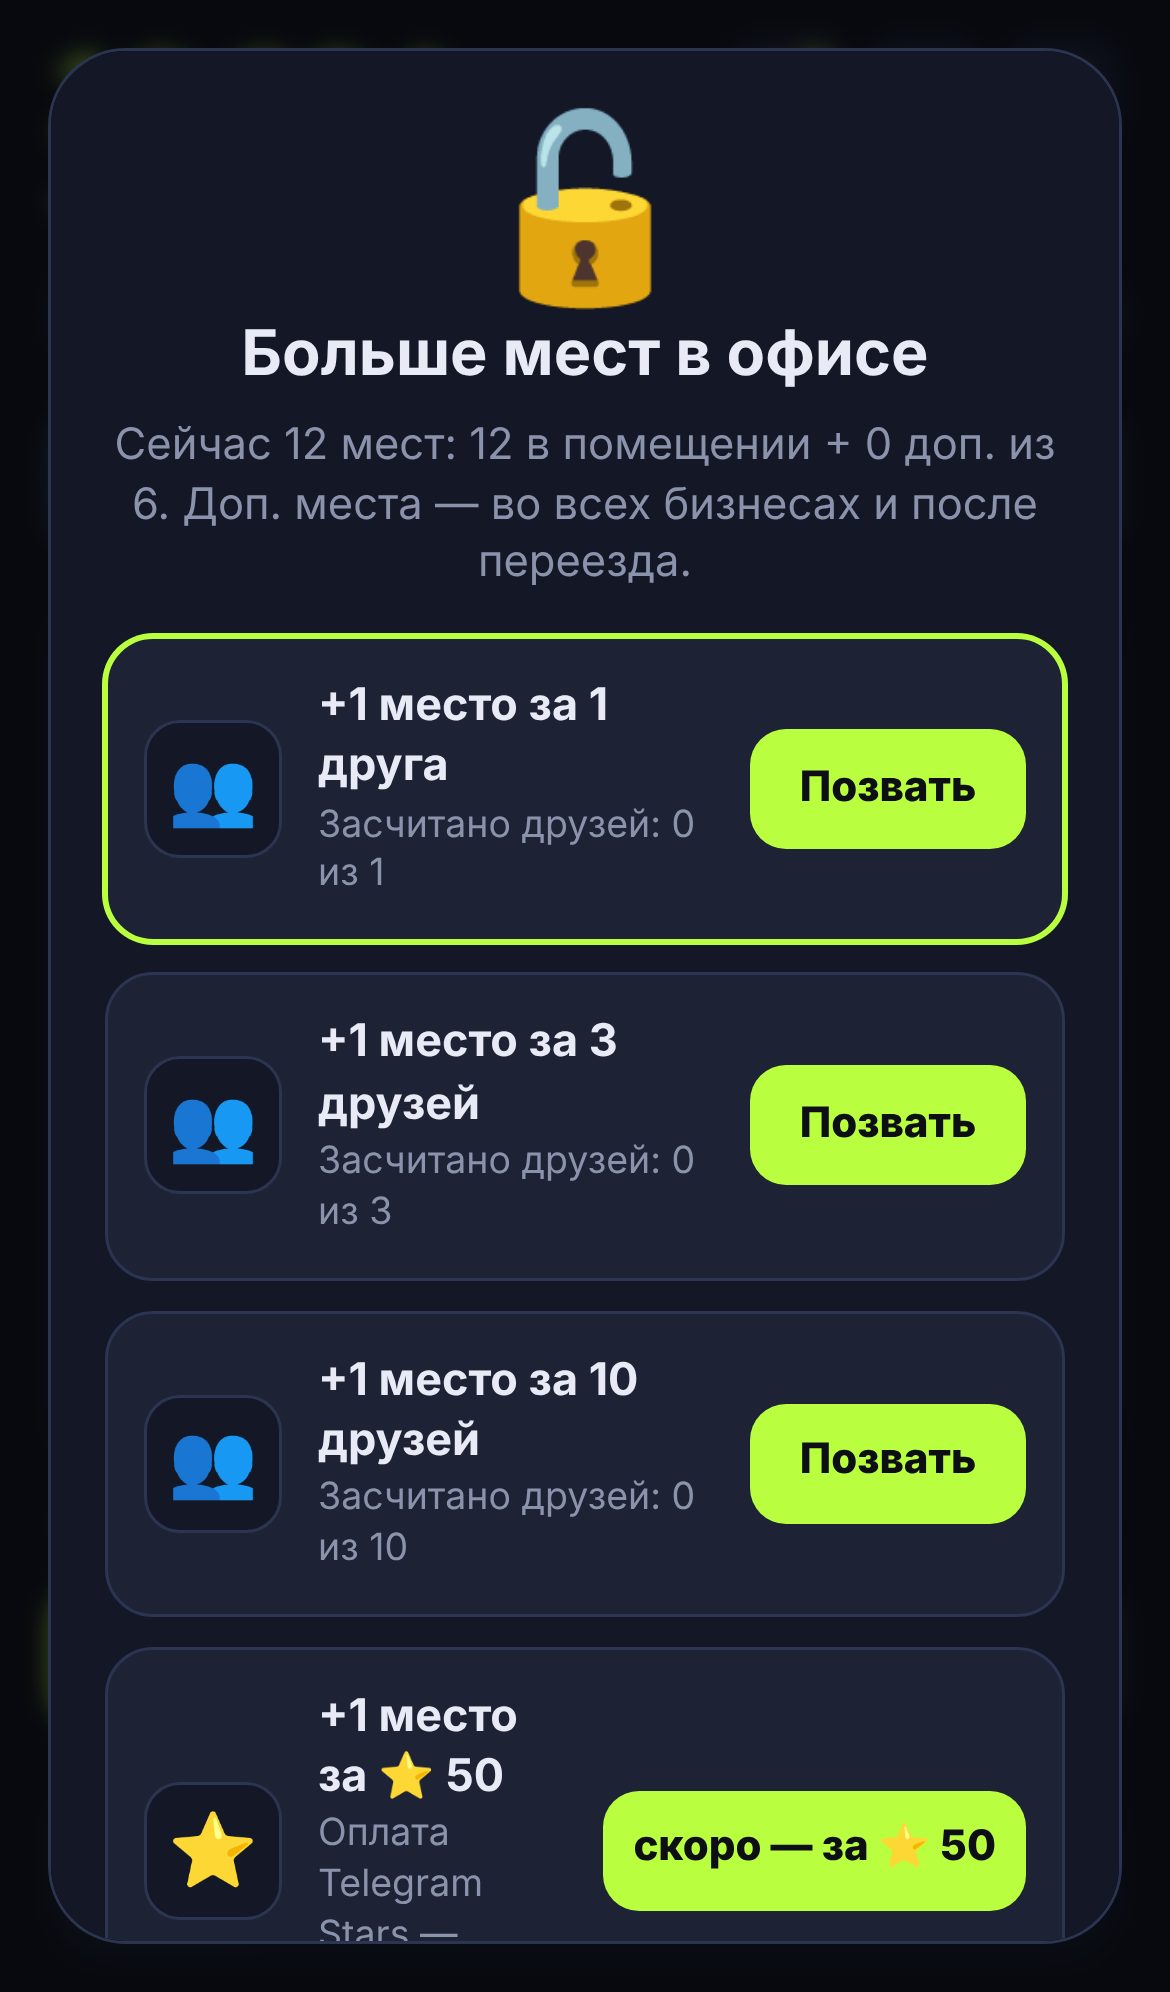 Больше мест в офисе
Сейчас 12 мест: 12 в помещении + 0 доп. из
6. Доп. места — во всех бизнесах и после
переезда.
+1 место за 1
друга
Засчитано друзей: 0
из 1
Позвать
+1 место за 3
друзей
Засчитано друзей: 0
из 3
Позвать
+1 место за 10
друзей
Засчитано друзей: 0
из 10
Позвать
+1 место
за ⭐ 50
Оплата
Telegram
Stars —
скоро — за ⭐ 50